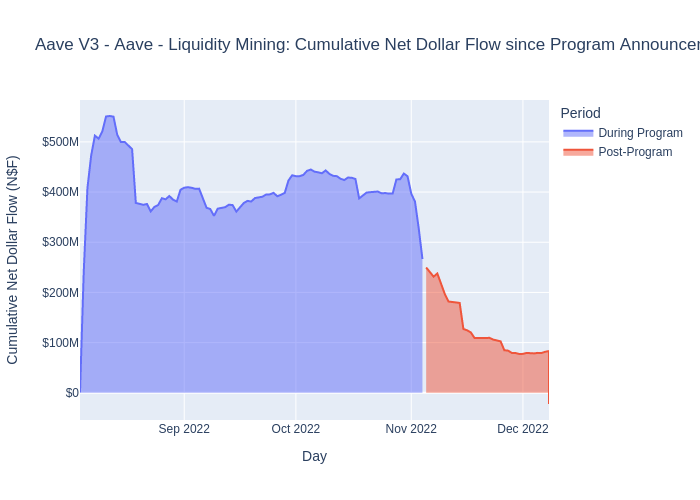 Aave V3 - Aave - Liquidity Mining: Cumulative Net Dollar Flow since Program
Period
During Program
Post-Program
Cumulative Net Dollar Flow (N$F)
$500M
$400M
$300M
$200M
$100M
$0
Sep 2022
Oct 2022
Nov 2022
Dec 2022
Day